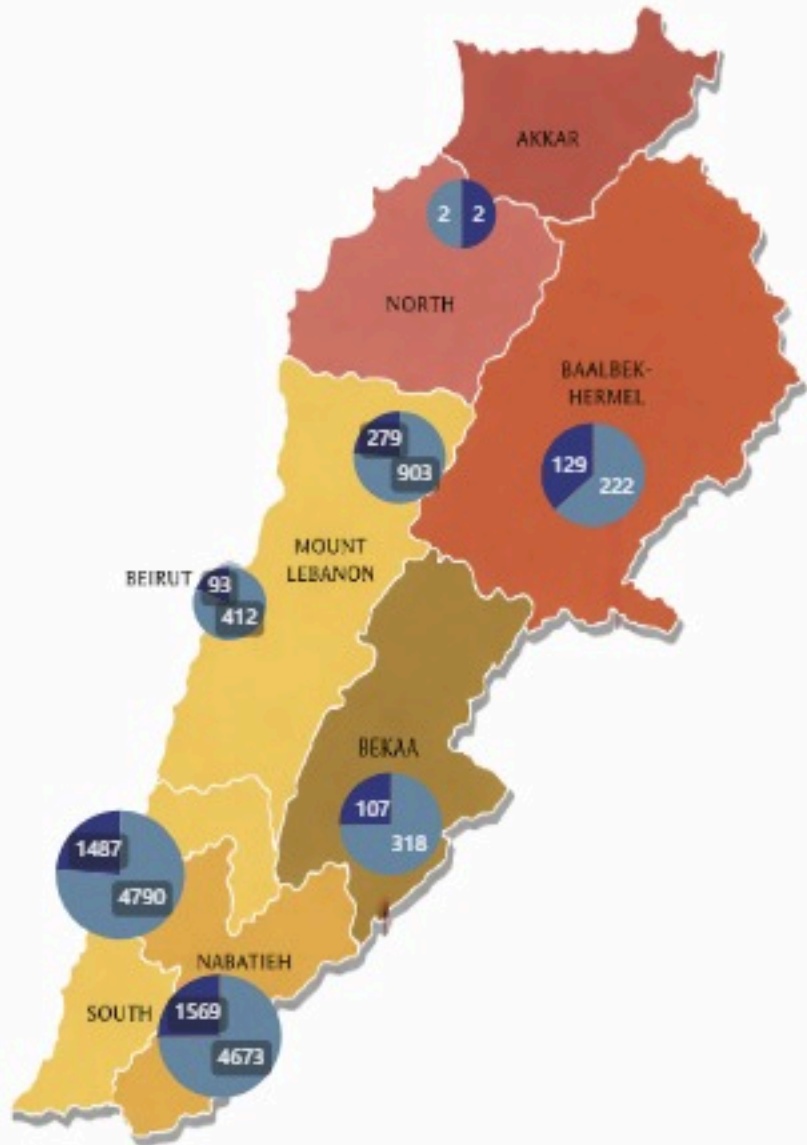 AKKAR
2 2
NORTH
BAALBEK-
HERMEL
279
903
129
222
MOUNT
LEBANON
BEIRUT
93
412
BEKAA
107
318
1487
4790
NABATIEH
SOUTH
1569
4673